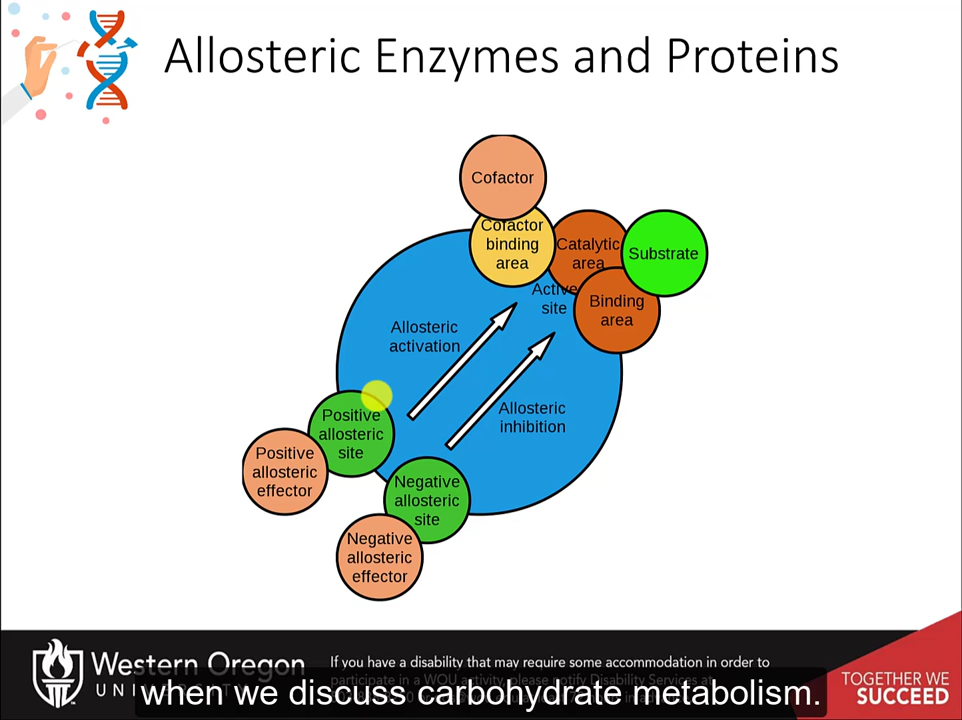 Allosteric Enzymes and Proteins
Cofactor
Cofactor
binding
area
Catalytic
area
Substrate
Active
site
Binding
area
Allosteric
activation
Allosteric
inhibition
Positive
allosteric
site
Positive
allosteric
effector
Negative
allosteric
site
Negative
allosteric
effector
Western Oregon
UNI
If you have a disability that may require some accommodation in order to
participate in a WOU activity, please notify Disability Services at
when we discuss carbohydrate metabolism.
TOGETHER WE
SUCCEED